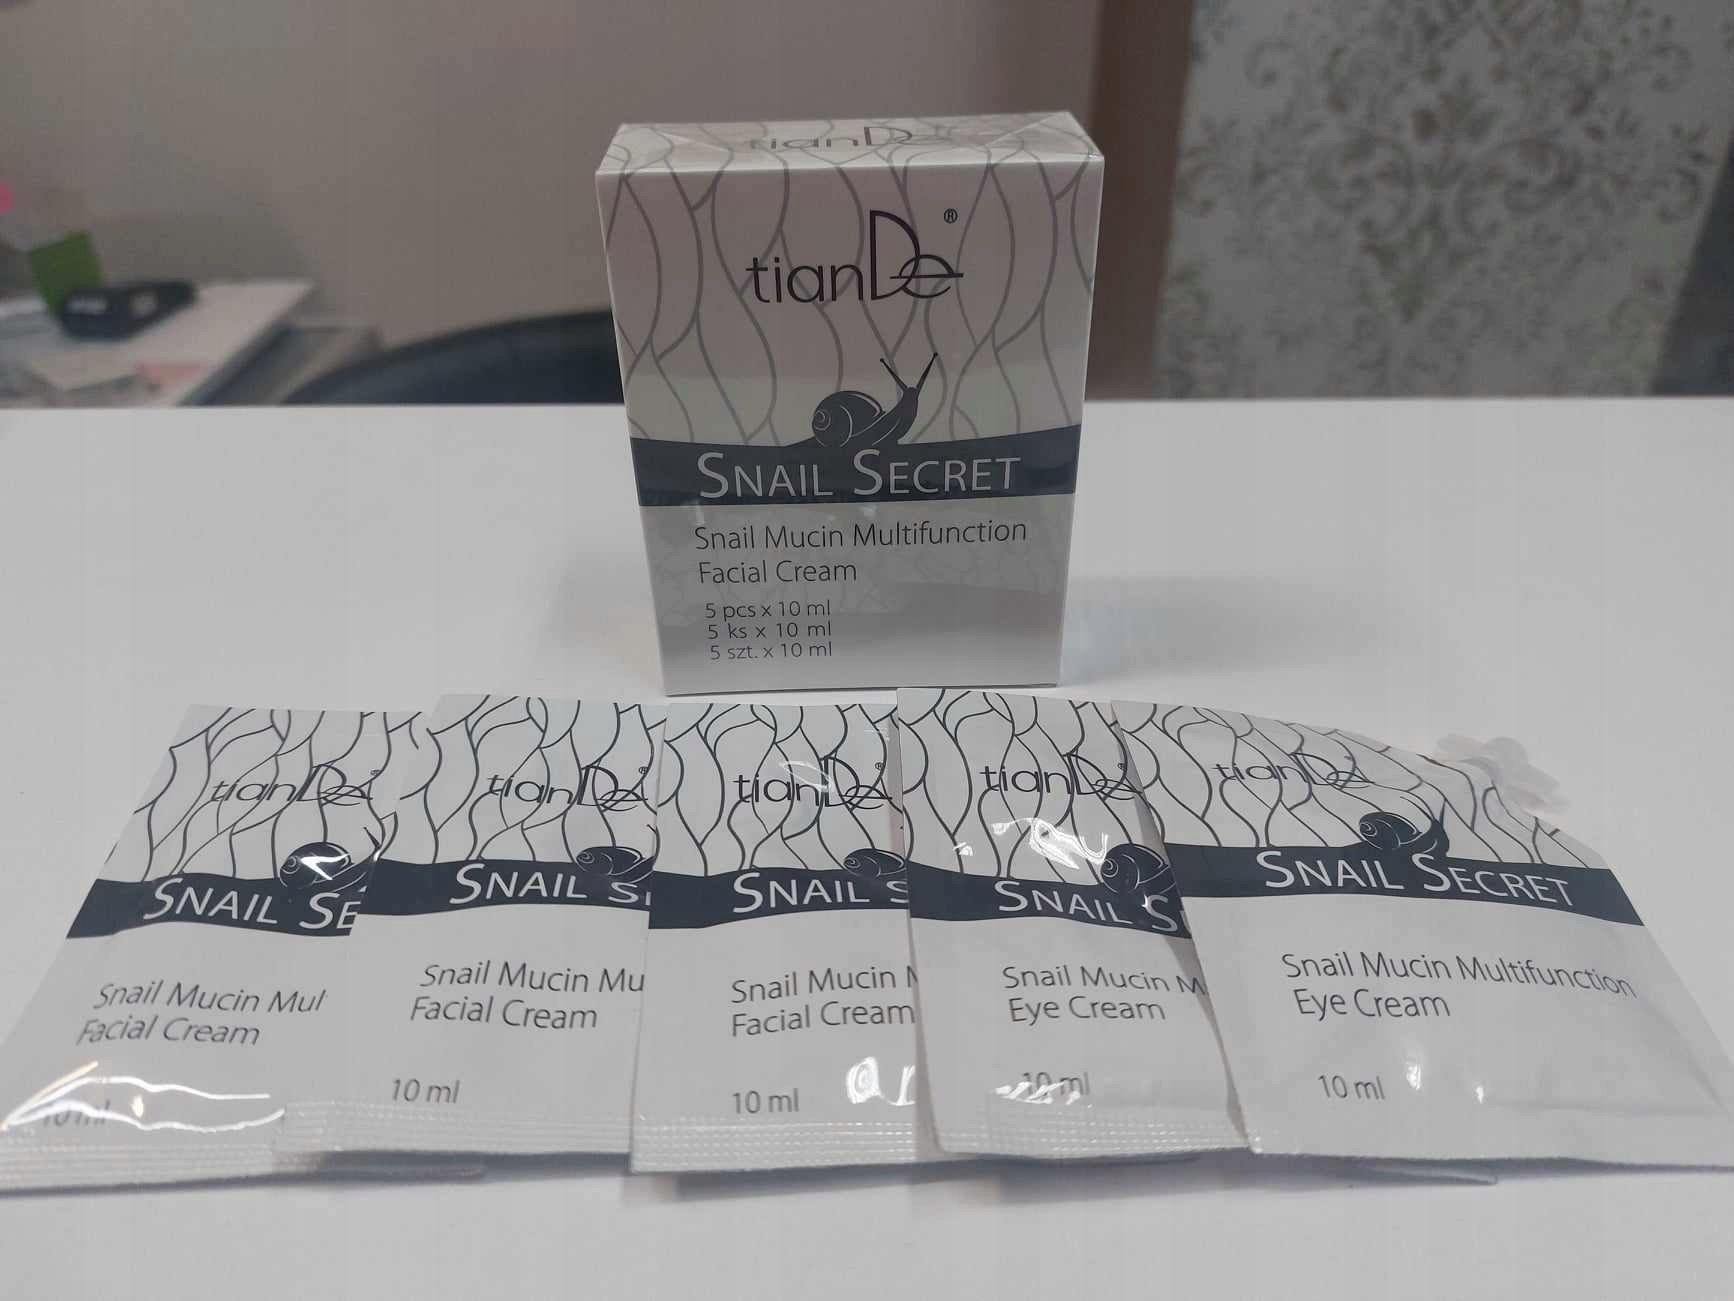 tianDe
tianDe®
SNAIL SECRET
Snail Mucin Multifunction
Facial Cream
5 pcs x 10 ml
5 ks x 10 ml
5 szt. x 10 ml
tianDe®
SNAIL SE
Snail Mucin Mul
Facial Cream
10 ml
tianDe®
SNAIL S
Snail Mucin Mu
Facial Cream
10 ml
tianDe®
SNAIL S
Snail Mucin M
Facial Cream
10 ml
tianDe
SNAIL S
Snail Mucin M
Eye Cream
10 ml
tianDe
SNAIL SECRET
Snail Mucin Multifunction
Eye Cream
10 ml